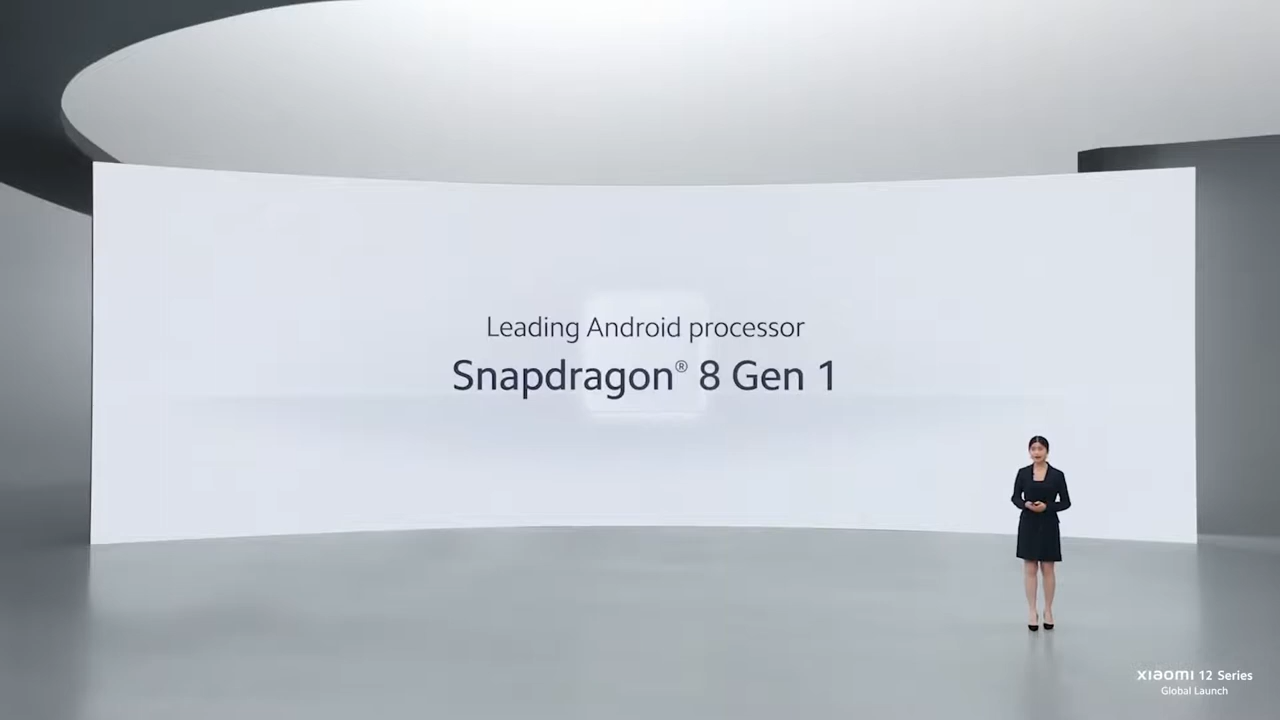 Leading Android processor
Snapdragon® 8 Gen 1
xiaomi 12 Series
Global Launch